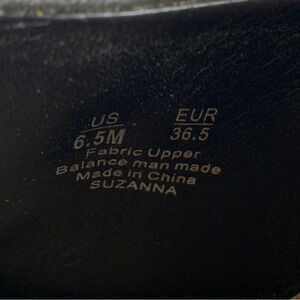 US EUR
6.5M 36.5
Fabric Upper
Balance man made
Made in China
SUZANNA